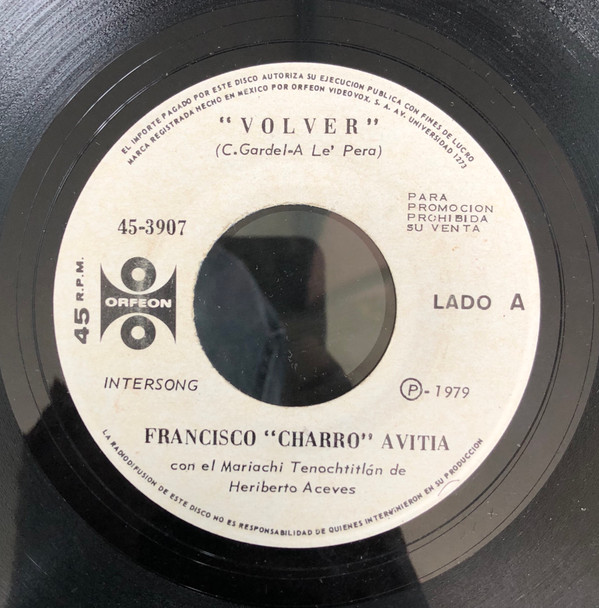 EL IMPORTE PAGADO POR ESTE DISCO AUTORIZA SU EJECUCION PUBLICA CON FINES DE LUCRO
MARCA REGISTRADA HECHO EN MEXICO POR ORFEON VIDEOVOX, S. A. AV. UNIVERSIDAD 1273
"VOLVER"
(C.Gardel-A Le' Pera)
PARA
PROMOCION
PROHIBIDA
SU VENTA
45-3907
45 R.P.M.
ORFEON
LADO A
INTERSONG
P-1979
FRANCISCO "CHARRO" AVITIA
con el Mariachi Tenochtitlán de
Heriberto Aceves
LA RADIODIFUSION DE ESTE DISCO NO ES RESPONSABILIDAD DE QUIENES INTERVINIERON EN SU PRODUCCION